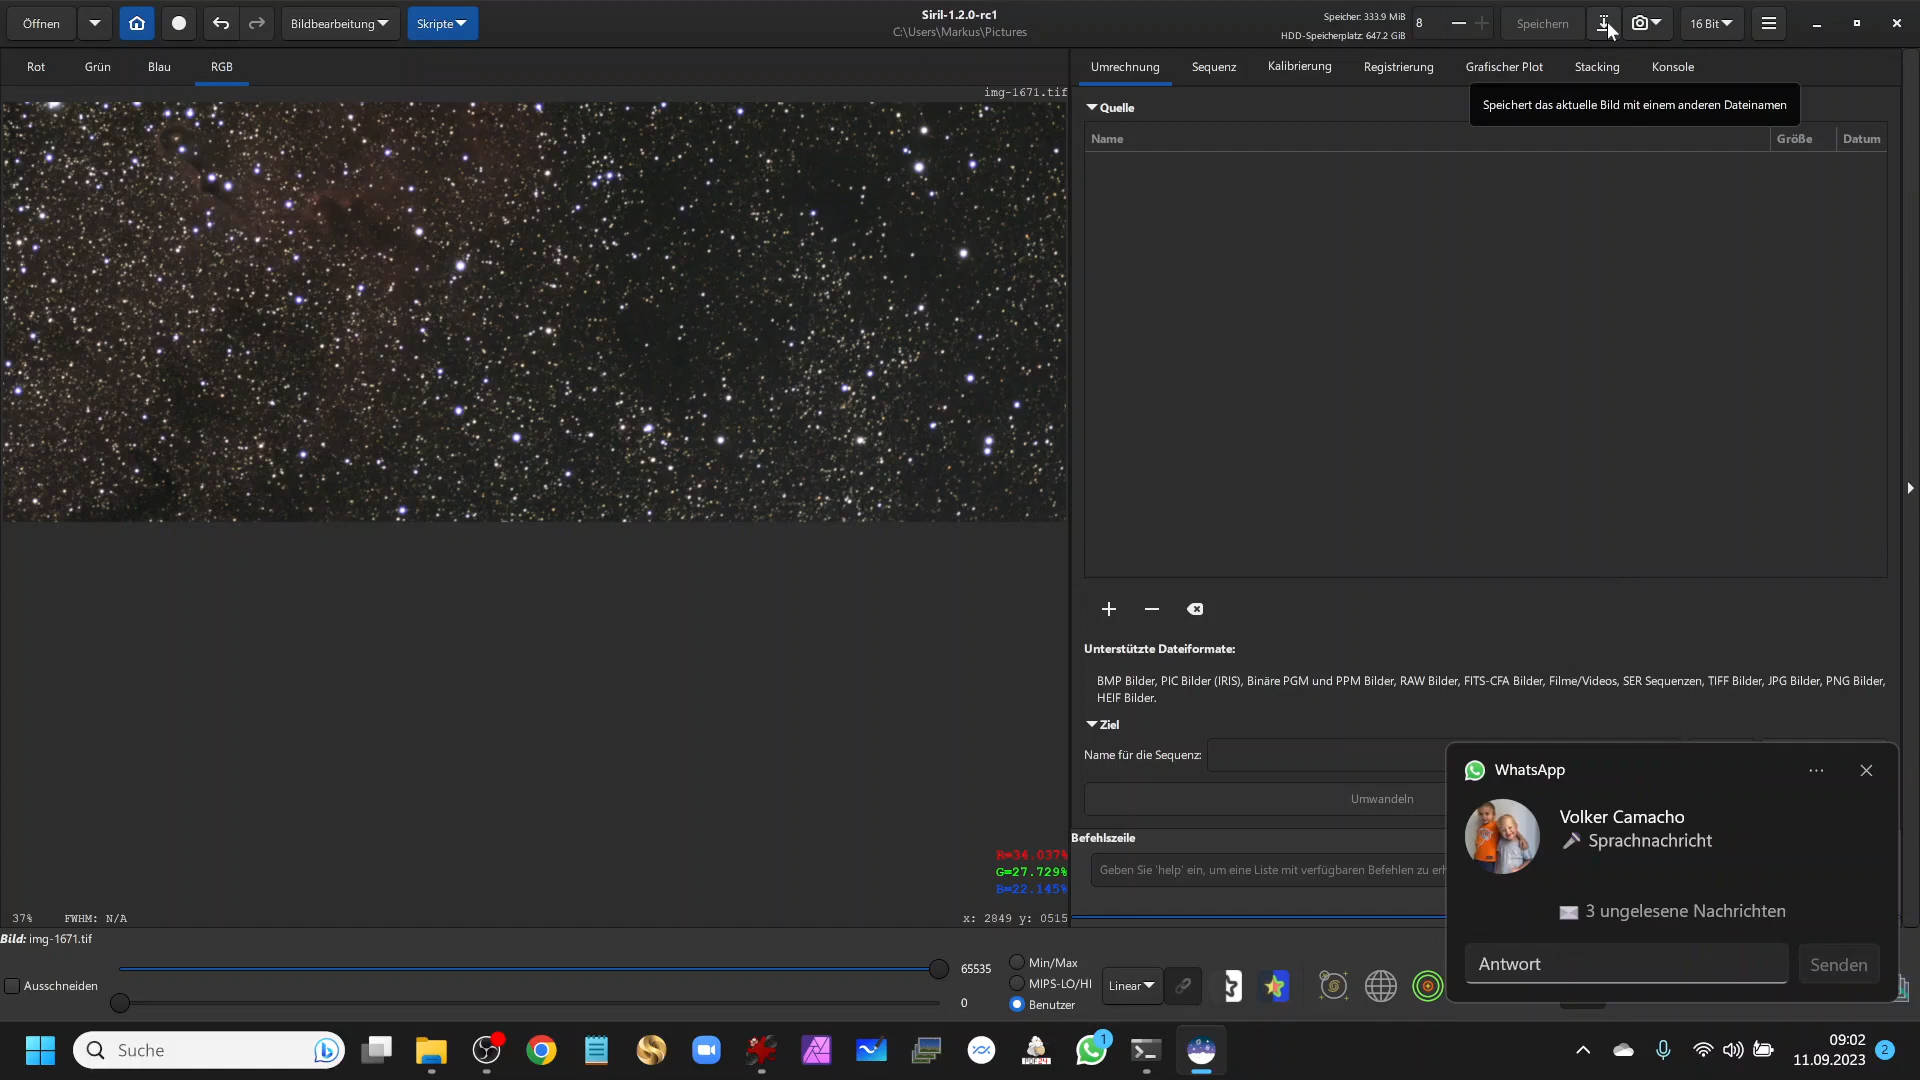 Öffnen
Bildbearbeitung
Skripte
Siril-1.2.0-rc1
C:\Users\Markus\Pictures
Speicher: 333.9 MiB
HDD-Speicherplatz: 647.2 GiB
8
Speichern
16 Bit
Rot
Grün
Blau
RGB
img-1671.tif
Umrechnung
Sequenz
Kalibrierung
Registrierung
Grafischer Plot
Stacking
Konsole
Speichert das aktuelle Bild mit einem anderen Dateinamen
Quelle
Name
Größe
Datum
Unterstützte Dateiformate:
BMP Bilder, PIC Bilder (IRIS), Binäre PGM und PPM Bilder, RAW Bilder, FITS-CFA Bilder, Filme/Videos, SER Sequenzen, TIFF Bilder, JPG Bilder, PNG Bilder,
HEIF Bilder.
Ziel
Name für die Sequenz:
Umwandeln
Befehlszeile
Geben Sie 'help' ein, um eine Liste mit verfügbaren Befehlen zu erh
R=34.037%
G=27.729%
B=22.145%
37%
FWHM: N/A
x: 2849 y: 0515
Bild: img-1671.tif
Ausschneiden
65535
0
Min/Max
MIPS-LO/HI
Benutzer
Linear
WhatsApp
Volker Camacho
Sprachnachricht
3 ungelesene Nachrichten
Antwort
Senden
Suche
PDF24
1
09:02
11.09.2023
2